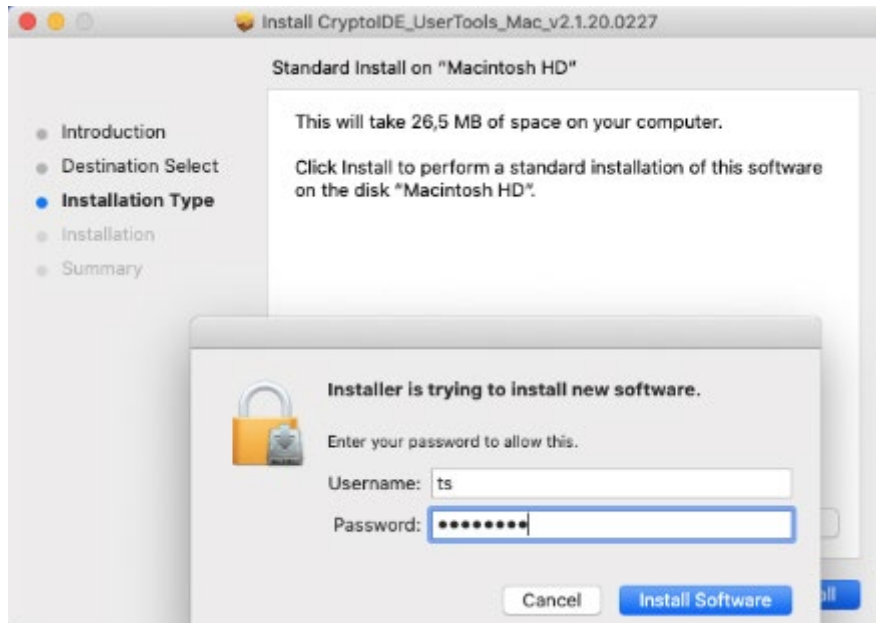 Install CryptoIDE_UserTools_Mac_v2.1.20.0227
Standard Install on "Macintosh HD"
Introduction
Destination Select
Installation Type
Installation
Summary
This will take 26,5 MB of space on your computer.
Click Install to perform a standard installation of this software
on the disk "Macintosh HD".
Installer is trying to install new software.
Enter your password to allow this.
Username: ts
Password: ••••••••
Cancel
Install Software